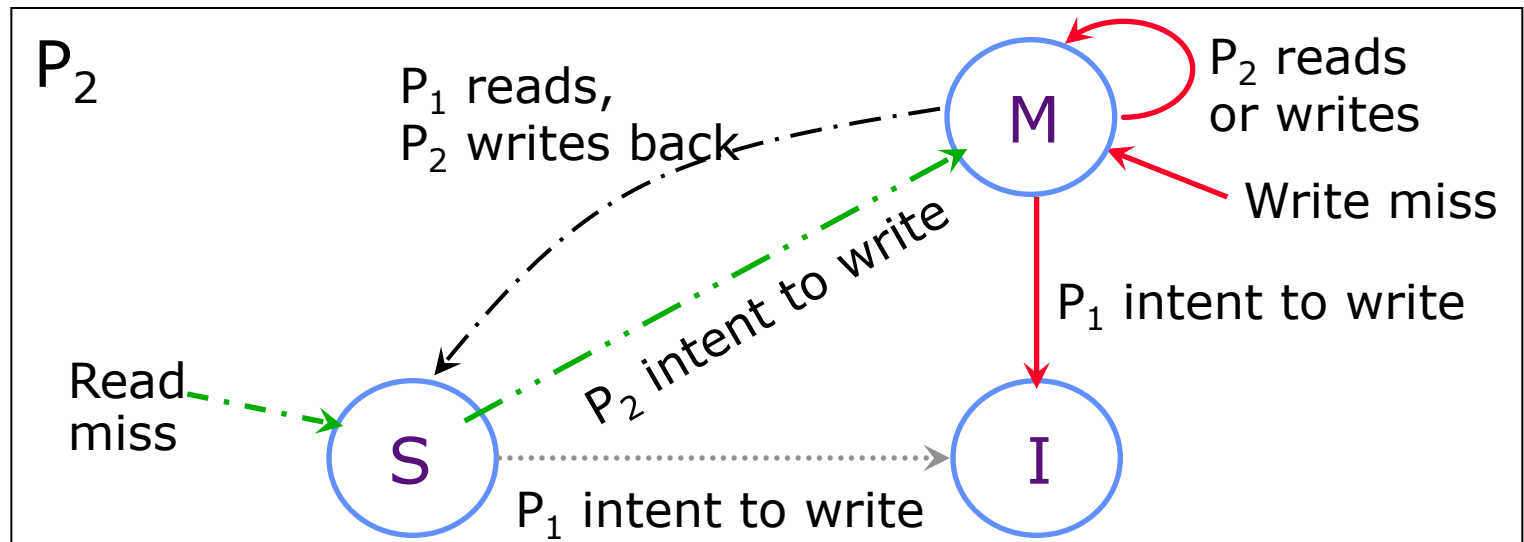 P₂
P₁ reads,
P₂ writes back
P₂ reads
or writes
M
Write miss
P₂ intent to write
P₁ intent to write
Read
miss
S
I
P₁ intent to write